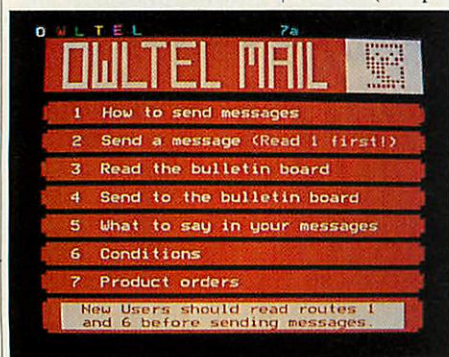 OWLTEL 7a
OWLTEL MAIL
1 How to send messages
2 Send a message (Read 1 first!)
3 Read the bulletin board
4 Send to the bulletin board
5 What to say in your messages
6 Conditions
7 Product orders
New Users should read routes 1
and 6 before sending messages.